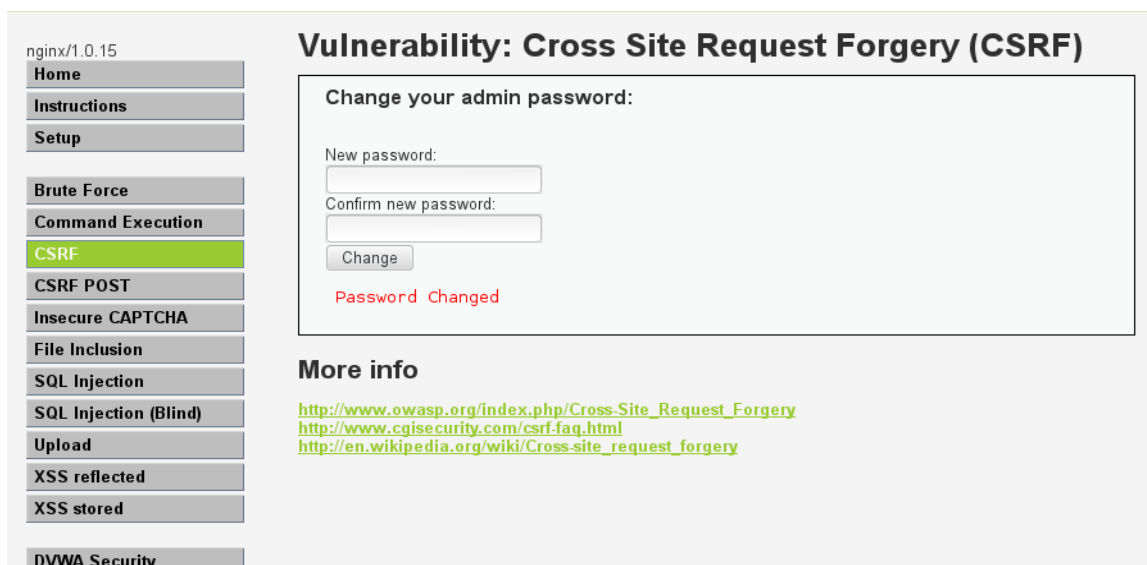 nginx/1.0.15
Home
Instructions
Setup
Brute Force
Command Execution
CSRF
CSRF POST
Insecure CAPTCHA
File Inclusion
SQL Injection
SQL Injection (Blind)
Upload
XSS reflected
XSS stored
DVWA Security
Vulnerability: Cross Site Request Forgery (CSRF)
Change your admin password:
New password:
Confirm new password:
Change
Password Changed
More info
http://www.owasp.org/index.php/Cross-Site_Request_Forgery
http://www.cgisecurity.com/csrf-faq.html
http://en.wikipedia.org/wiki/Cross-site_request_forgery